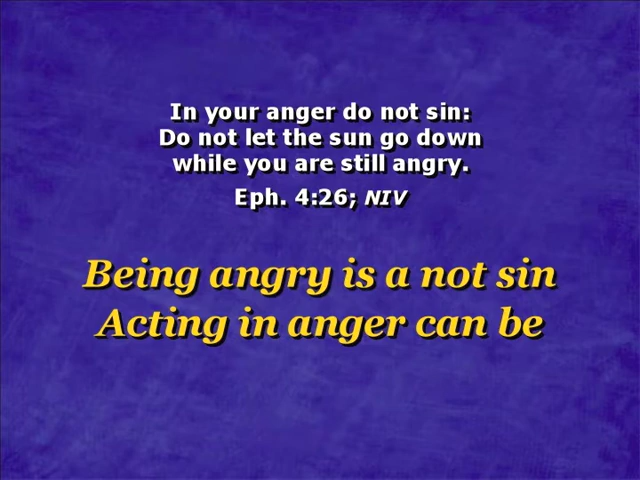 In your anger do not sin:
Do not let the sun go down
while you are still angry.
Eph. 4:26; NIV
Being angry is a not sin
Acting in anger can be